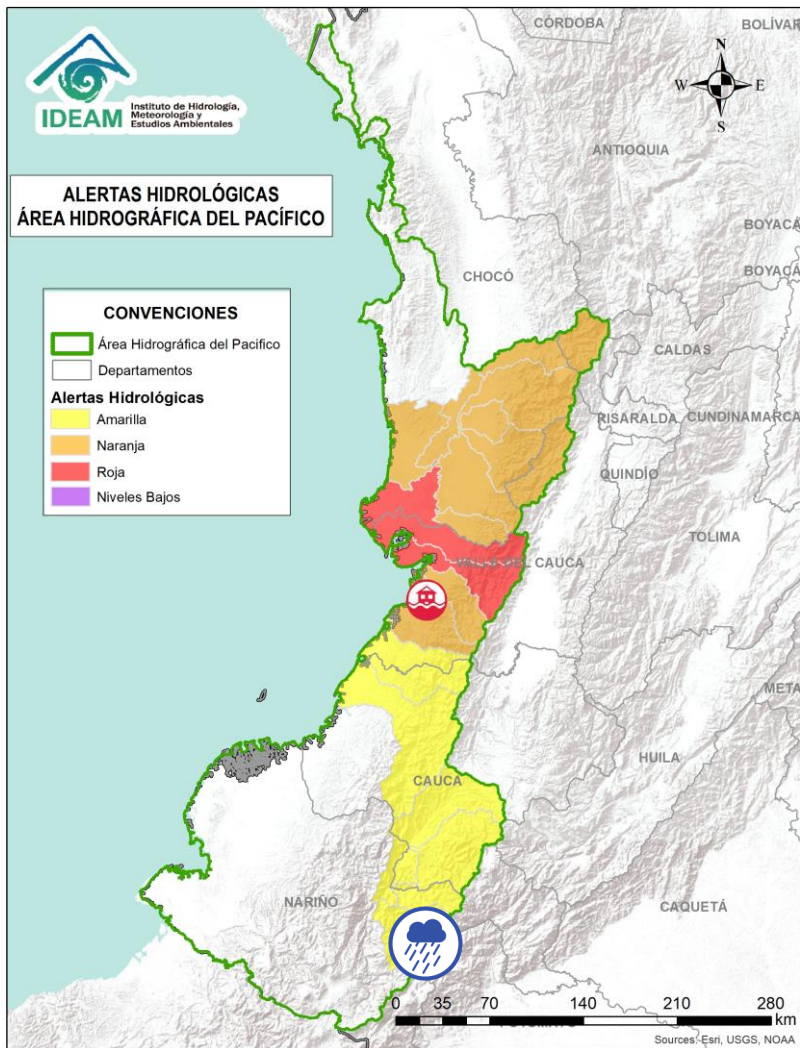 CÓRDOBA
BOLÍVAR
N
W
E
S
IDEAM
Instituto de Hidrología,
Meteorología y
Estudios Ambientales
ANTIOQUIA
ALERTAS HIDROLÓGICAS
ÁREA HIDROGRÁFICA DEL PACÍFICO
BOYACÁ
BOYACÁ
CHOCÓ
CONVENCIONES
Área Hidrográfica del Pacifico
Departamentos
Alertas Hidrológicas
Amarilla
Naranja
Roja
Niveles Bajos
CALDAS
RISARALDA
CUNDINAMARCA
QUINDÍO
TOLIMA
VALLE DEL CAUCA
META
HUILA
CAUCA
NARIÑO
CAQUETÁ
0 35 70 140 210 280
km
Sources: Esri, USGS, NOAA